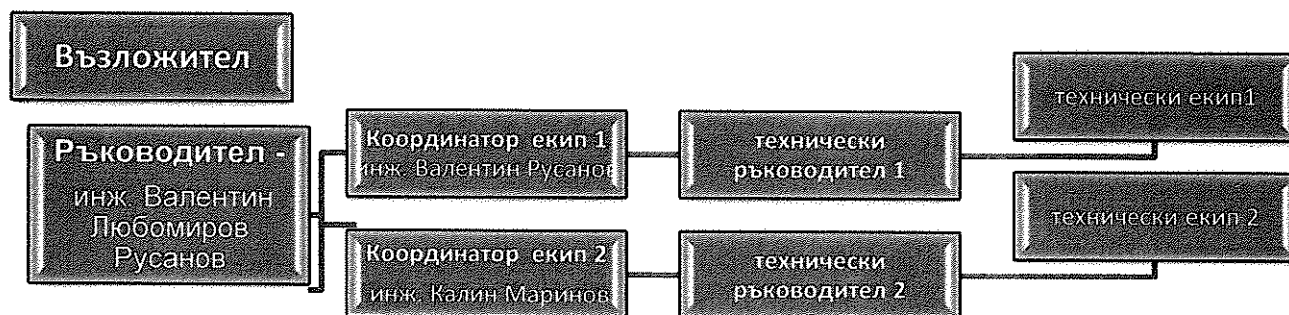 Възложител
Ръководител -
инж. Валентин
Любомиров
Русанов
Координатор екип 1
инж. Валентин Русанов
Координатор екип 2
инж. Калин Маринов
технически
ръководител 1
технически
ръководител 2
технически екип1
технически екип 2